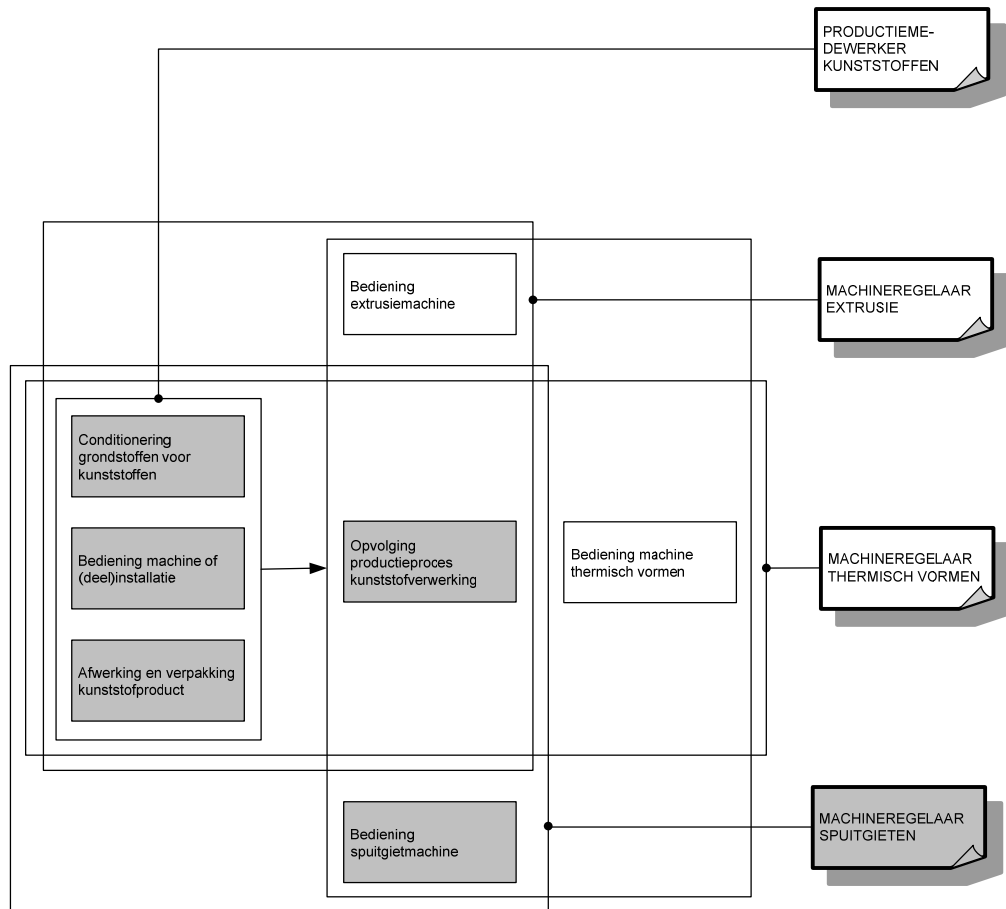 PRODUCTIEME-
DEWERKER
KUNSTSTOFFEN
Bediening
extrusiemachine
MACHINEREGELAAR
EXTRUSIE
Conditionering
grondstoffen voor
kunststoffen
Bediening machine of
(deel)installatie
Opvolging
productieproces
kunststofverwerking
Bediening machine
thermisch vormen
MACHINEREGELAAR
THERMISCH VORMEN
Afwerking en verpakking
kunststofproduct
Bediening
spuitgietmachine
MACHINEREGELAAR
SPUITGIETEN